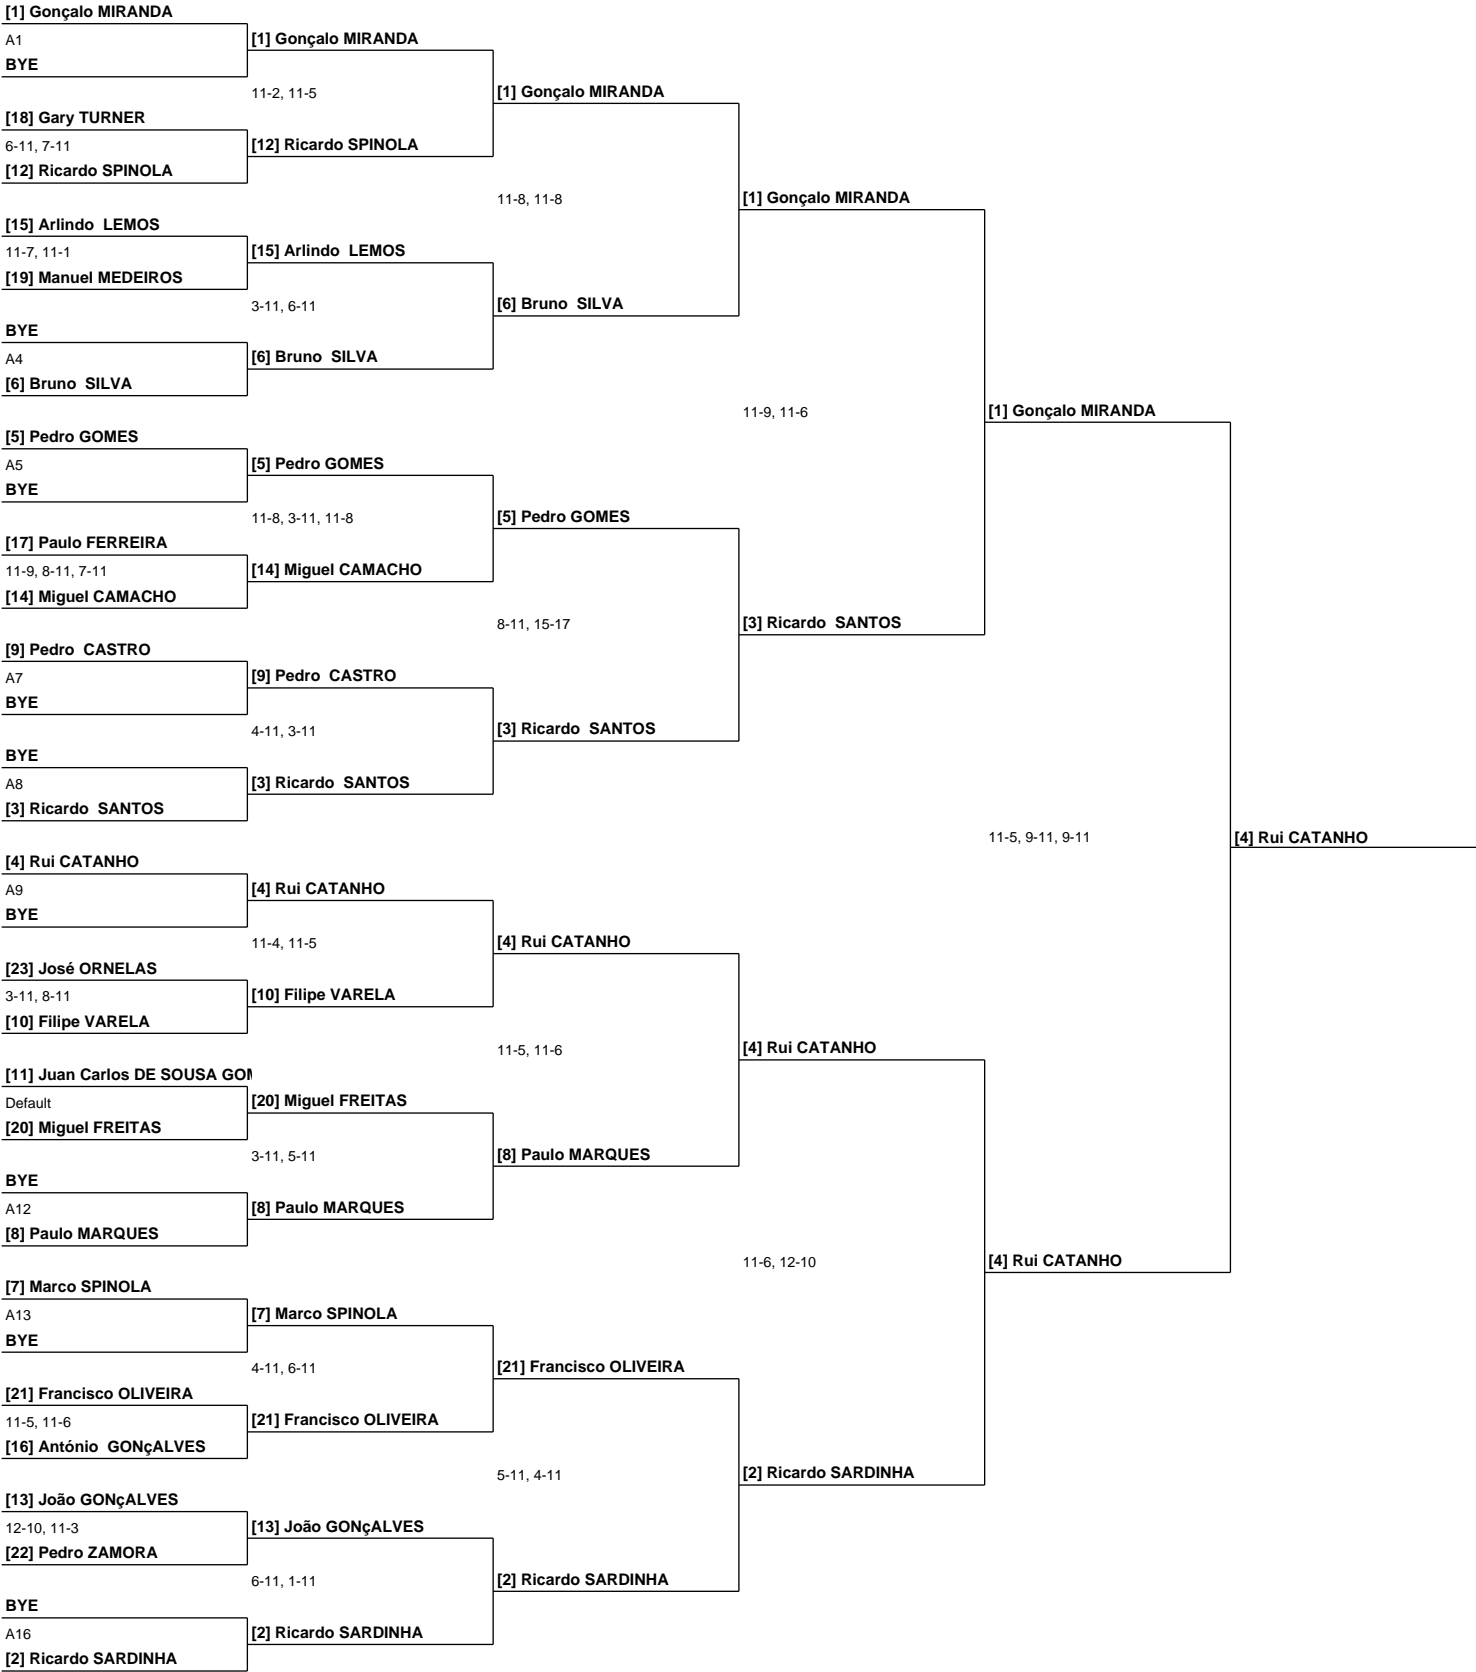 [1] Gonçalo MIRANDA
A1
[1] Gonçalo MIRANDA
BYE
11-2, 11-5
[1] Gonçalo MIRANDA
[18] Gary TURNER
6-11, 7-11
[12] Ricardo SPINOLA
[12] Ricardo SPINOLA
11-8, 11-8
[1] Gonçalo MIRANDA
[15] Arlindo  LEMOS
11-7, 11-1
[15] Arlindo  LEMOS
[19] Manuel MEDEIROS
3-11, 6-11
[6] Bruno  SILVA
BYE
A4
[6] Bruno  SILVA
[6] Bruno  SILVA
11-9, 11-6
[1] Gonçalo MIRANDA
[5] Pedro GOMES
A5
[5] Pedro GOMES
BYE
11-8, 3-11, 11-8
[5] Pedro GOMES
[17] Paulo FERREIRA
11-9, 8-11, 7-11
[14] Miguel CAMACHO
[14] Miguel CAMACHO
8-11, 15-17
[3] Ricardo  SANTOS
[9] Pedro  CASTRO
A7
[9] Pedro  CASTRO
BYE
4-11, 3-11
[3] Ricardo  SANTOS
BYE
A8
[3] Ricardo  SANTOS
[3] Ricardo  SANTOS
11-5, 9-11, 9-11
[4] Rui CATANHO
[4] Rui CATANHO
A9
[4] Rui CATANHO
BYE
11-4, 11-5
[4] Rui CATANHO
[23] José ORNELAS
3-11, 8-11
[10] Filipe VARELA
[10] Filipe VARELA
11-5, 11-6
[4] Rui CATANHO
[11] Juan Carlos DE SOUSA
Default
[20] Miguel FREITAS
[20] Miguel FREITAS
3-11, 5-11
[8] Paulo MARQUES
BYE
A12
[8] Paulo MARQUES
[8] Paulo MARQUES
11-6, 12-10
[4] Rui CATANHO
[7] Marco SPINOLA
A13
[7] Marco SPINOLA
BYE
4-11, 6-11
[21] Francisco OLIVEIRA
[21] Francisco OLIVEIRA
11-5, 11-6
[21] Francisco OLIVEIRA
[16] António  GONçALVES
5-11, 4-11
[2] Ricardo SARDINHA
[13] João GONçALVES
12-10, 11-3
[13] João GONçALVES
[22] Pedro ZAMORA
6-11, 1-11
[2] Ricardo SARDINHA
BYE
A16
[2] Ricardo SARDINHA
[2] Ricardo SARDINHA